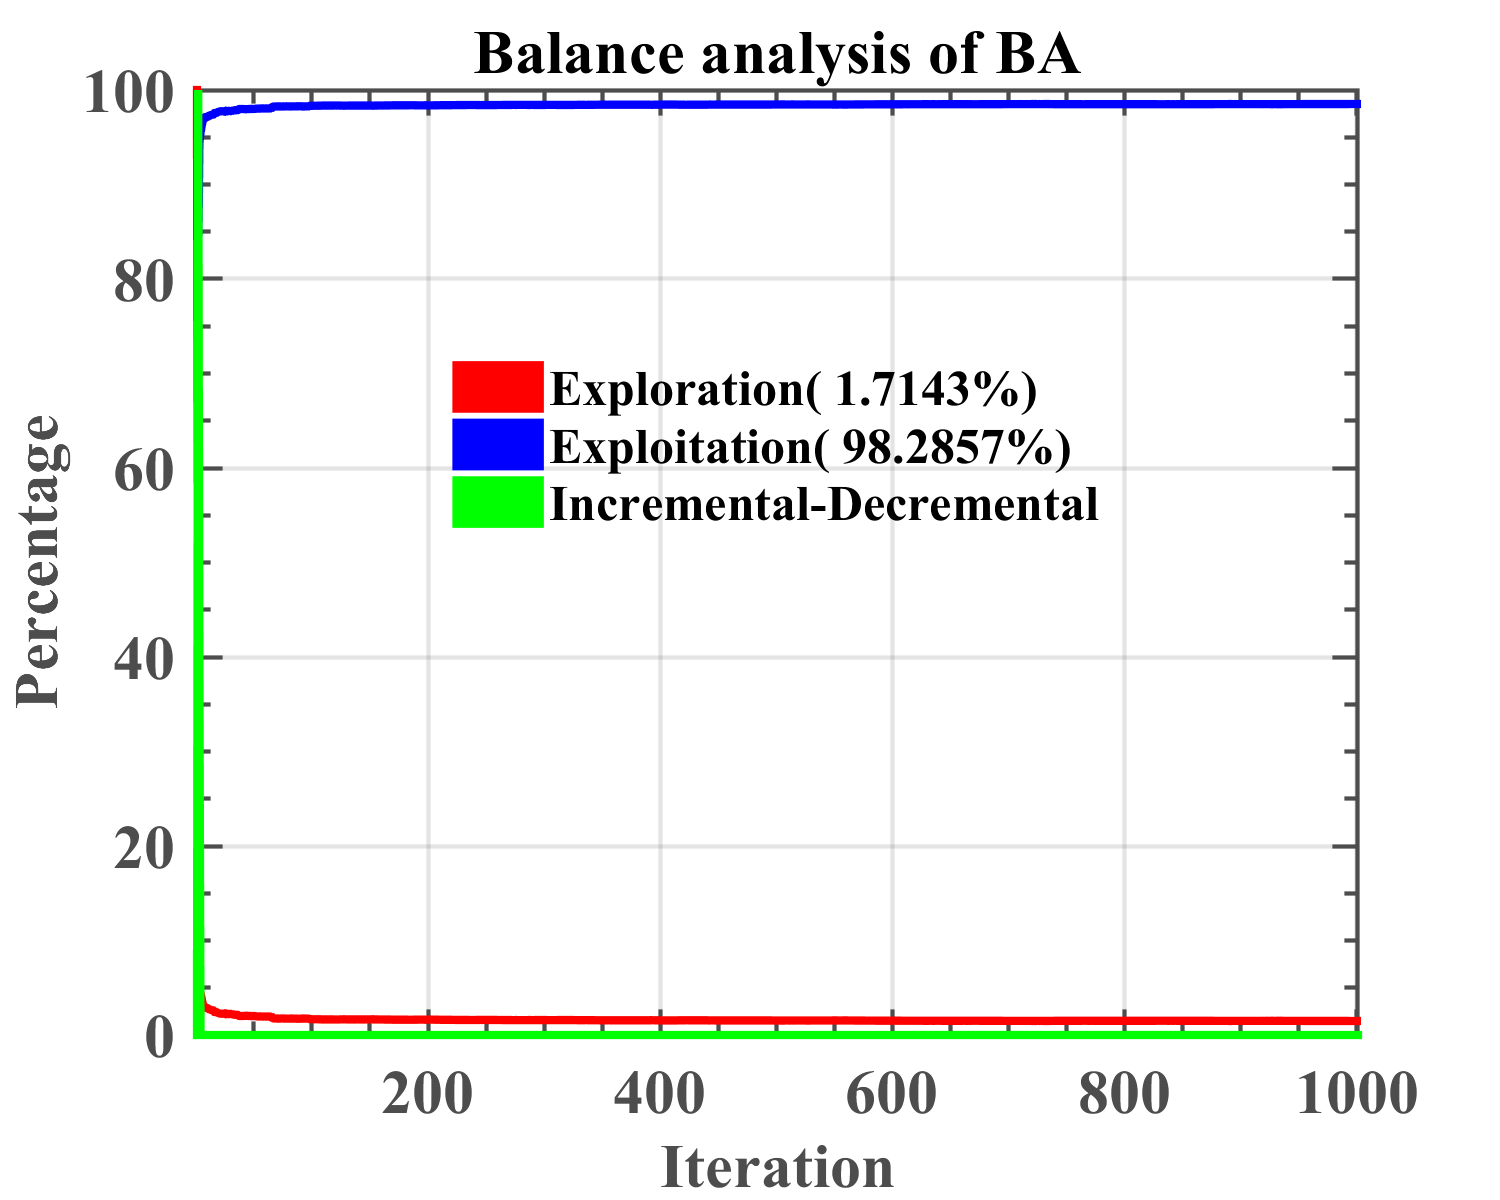 Balance analysis of BA
100
80
60
40
20
0
Percentage
Exploration( 1.7143%)
Exploitation( 98.2857%)
Incremental-Decremental
200 400 600 800 1000
Iteration